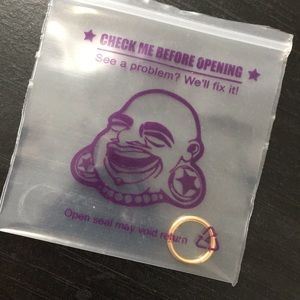 CHECK ME BEFORE OPENING
See a problem? We'll fix it!
Open seal may void return